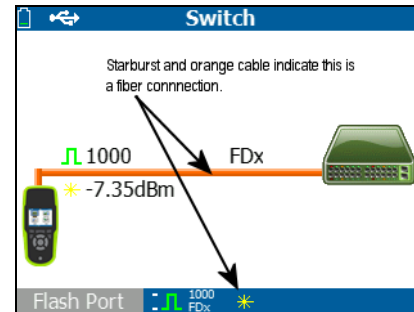 Switch
Starburst and orange cable indicate this is
a fiber connnection.
1000 FDx
-7.35dBm
Flash Port
1000
FDx